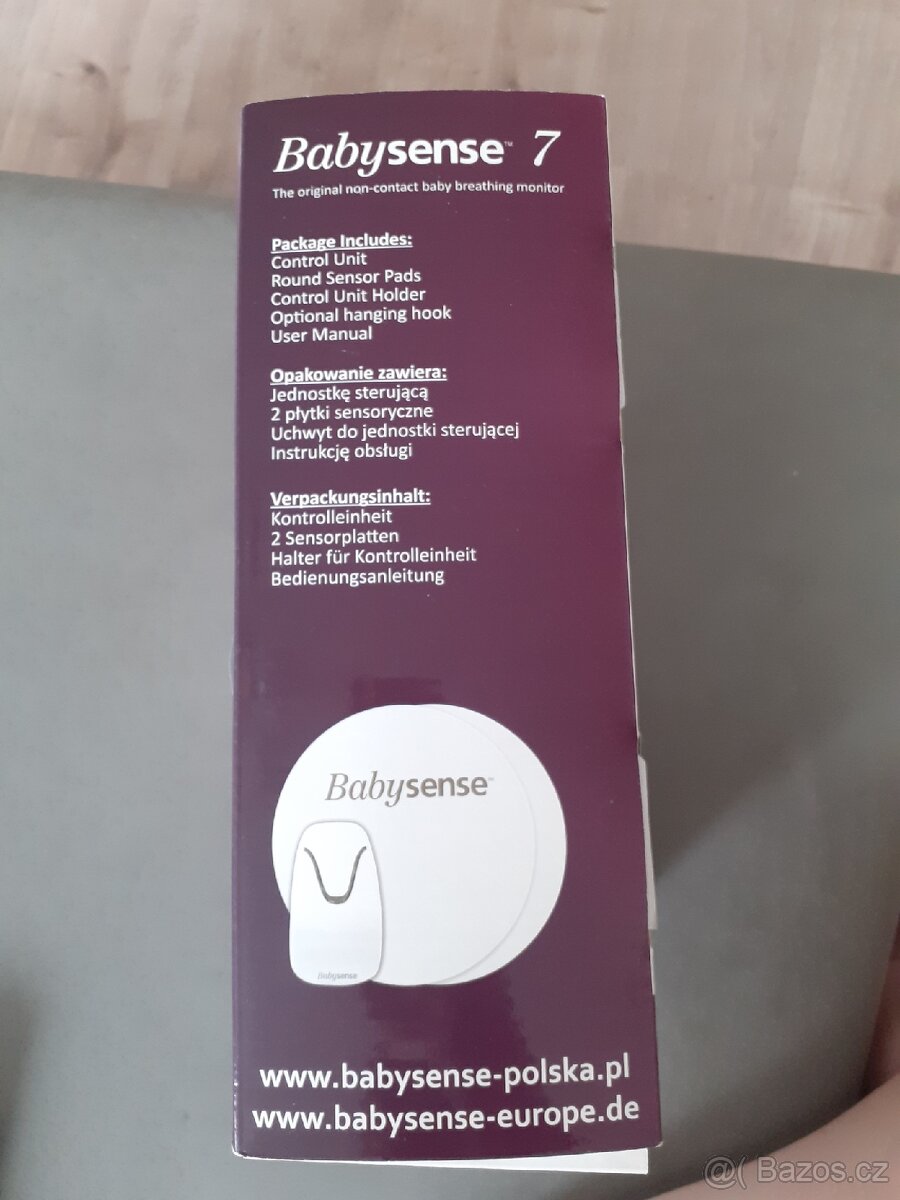 Babysense™ 7
The original non-contact baby breathing monitor
Package Includes:
Control Unit
Round Sensor Pads
Control Unit Holder
Optional hanging hook
User Manual
Opakowanie zawiera:
Jednostkę sterującą
2 płytki sensoryczne
Uchwyt do jednostki sterującej
Instrukcję obsługi
Verpackungsinhalt:
Kontrolleinheit
2 Sensorplatten
Halter für Kontrolleinheit
Bedienungsanleitung
Babysense™
Babysense
www.babysense-polska.pl
www.babysense-europe.de
@( Bazos.cz